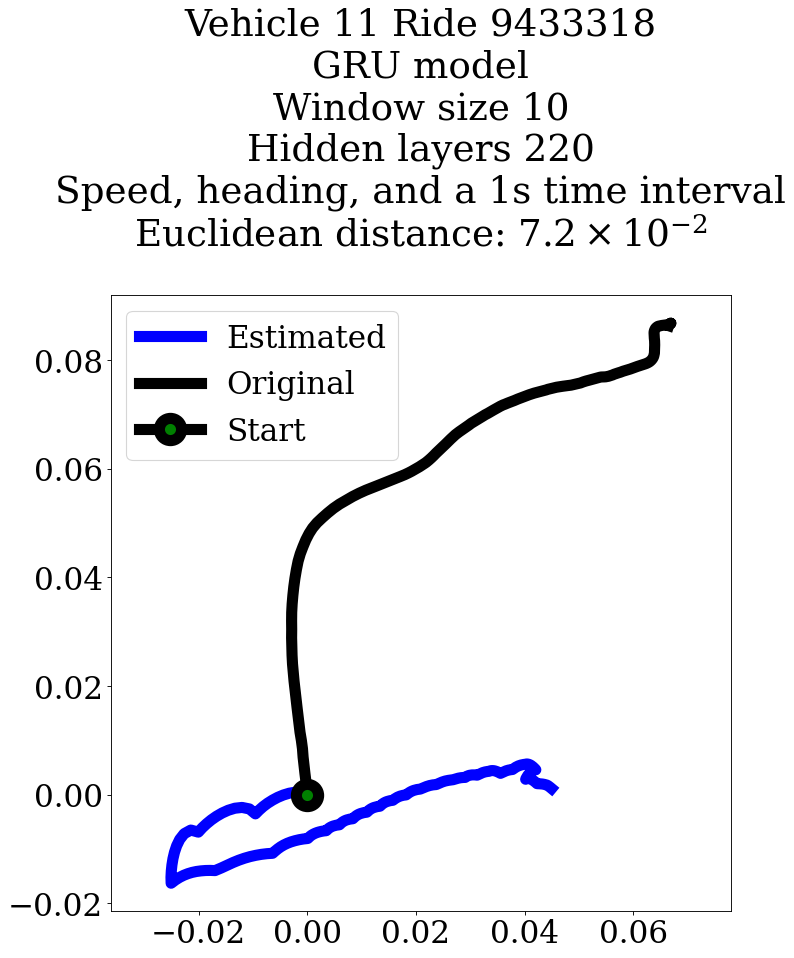 Vehicle 11 Ride 9433318
GRU model
Window size 10
Hidden layers 220
Speed, heading, and a 1s time interval
Euclidean distance: 7.2 × 10⁻²
Estimated
Original
Start
0.08
0.06
0.04
0.02
0.00
−0.02
−0.02 0.00 0.02 0.04 0.06